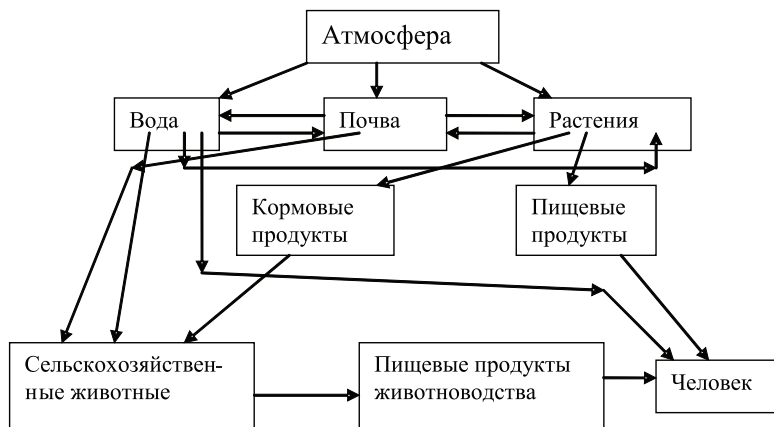 Атмосфера
Вода
Почва
Растения
Кормовые
продукты
Пищевые
продукты
Сельскохозяйствен-
ные животные
Пищевые продукты
животноводства
Человек